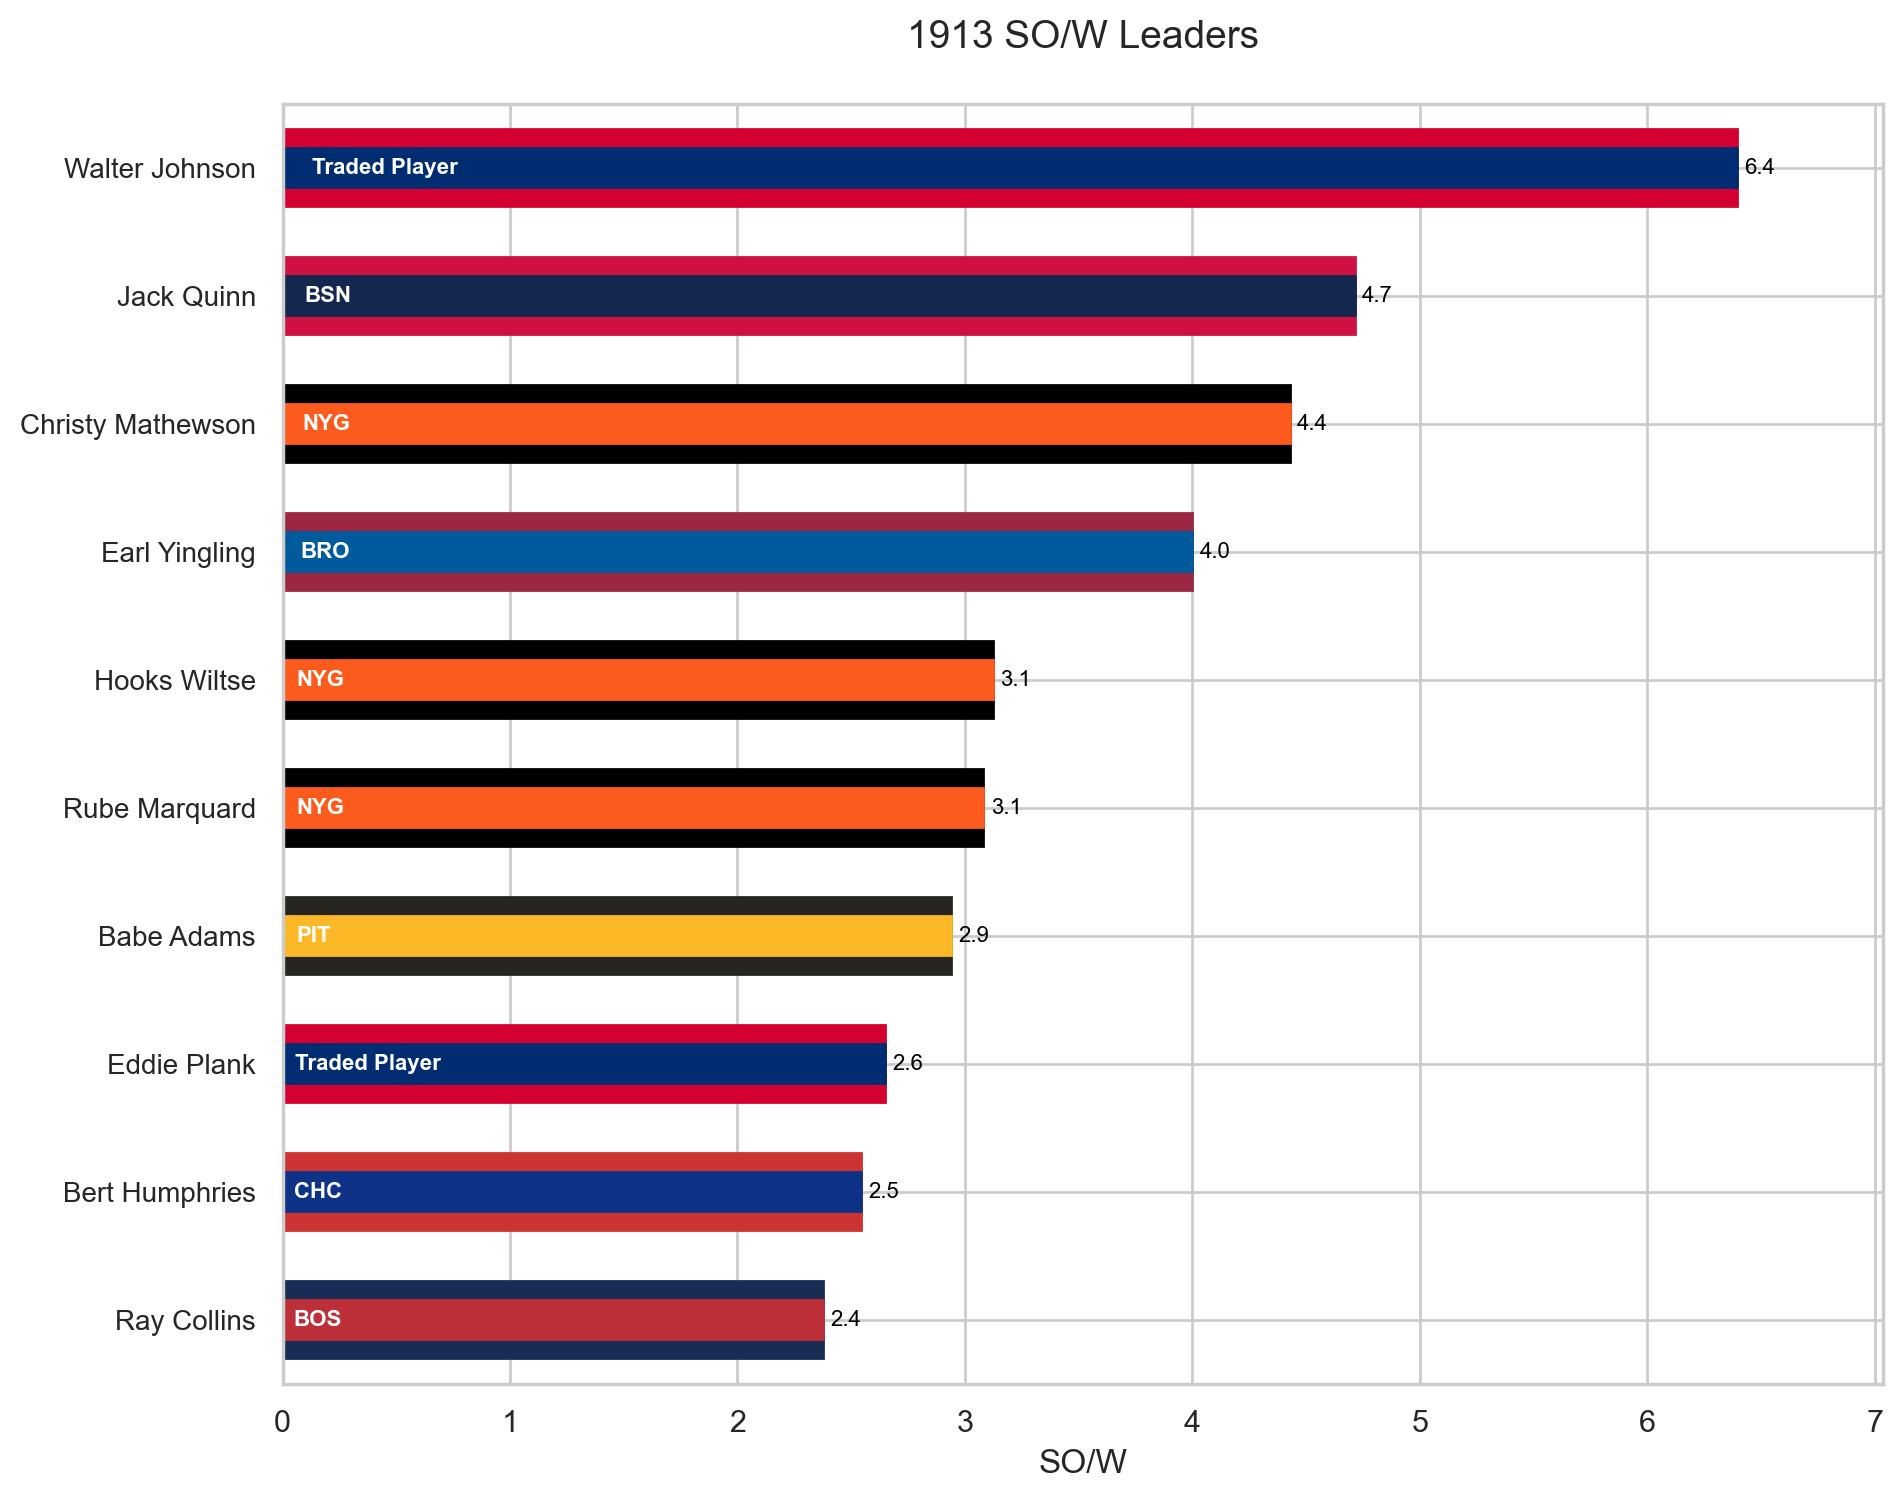 1913 SO/W Leaders
Walter Johnson Traded Player 6.4
Jack Quinn BSN 4.7
Christy Mathewson NYG 4.4
Earl Yingling BRO 4.0
Hooks Wiltse NYG 3.1
Rube Marquard NYG 3.1
Babe Adams PIT 2.9
Eddie Plank Traded Player 2.6
Bert Humphries CHC 2.5
Ray Collins BOS 2.4
0 1 2 3 4 5 6 7
SO/W